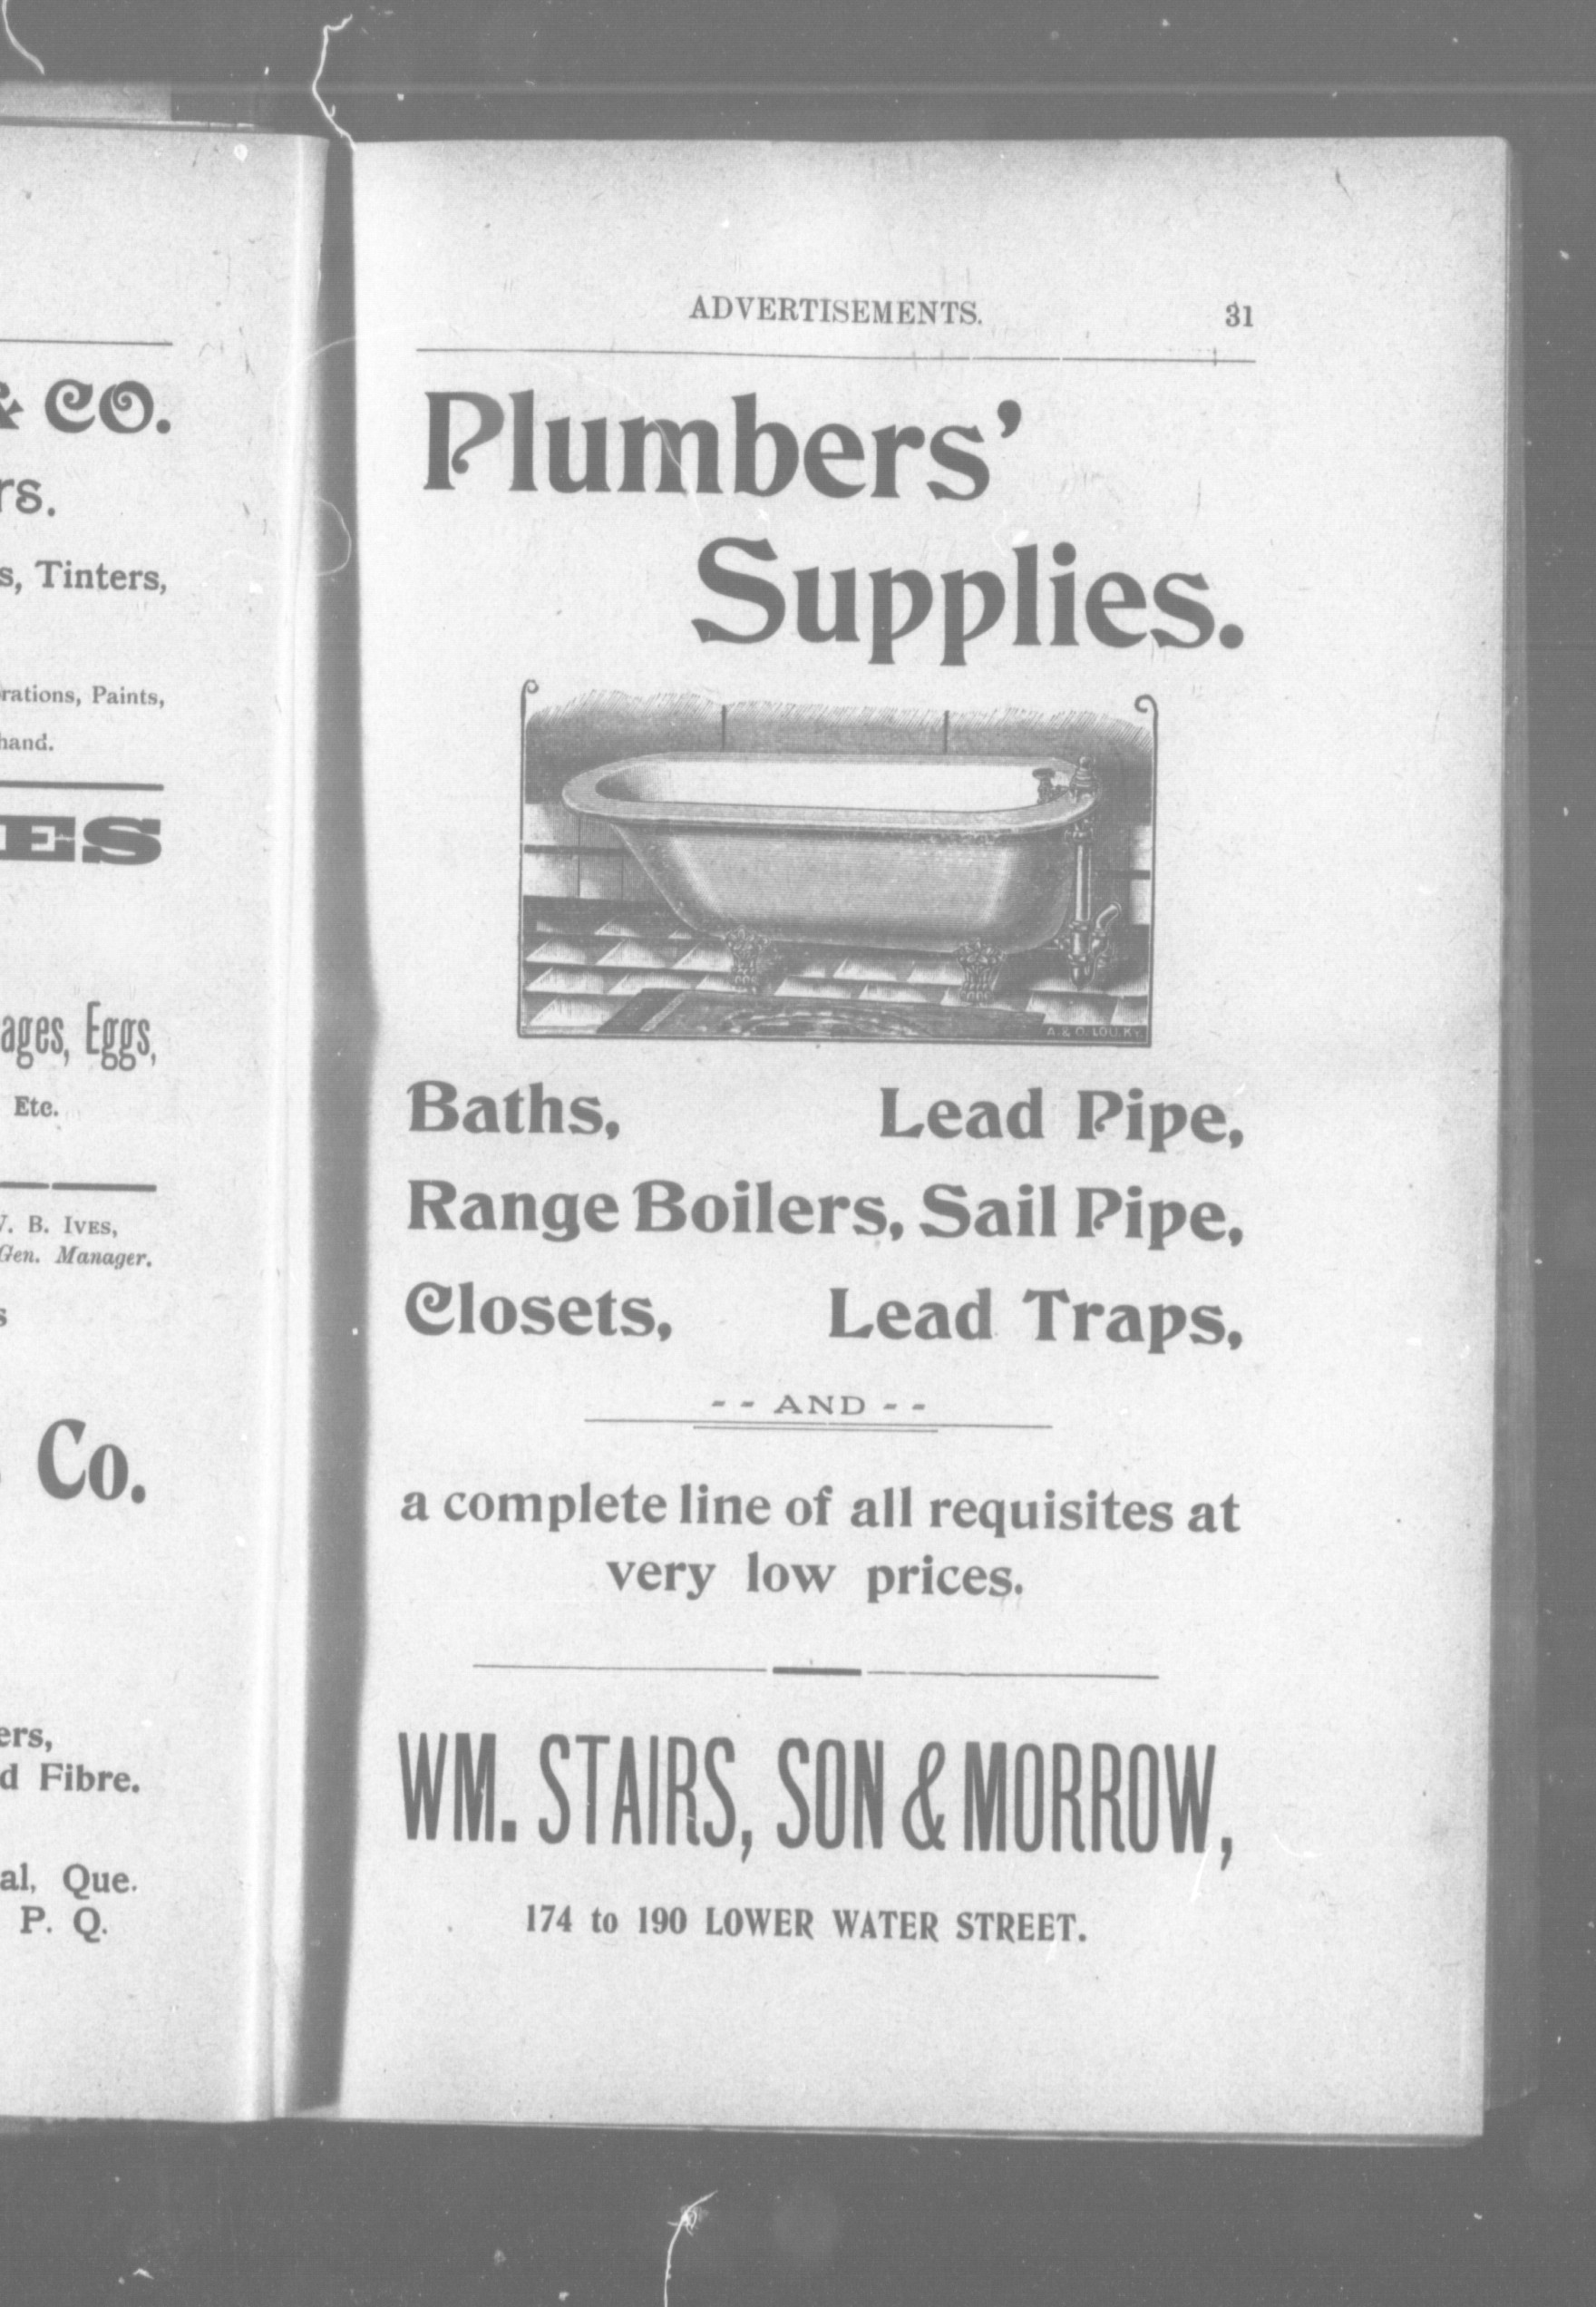 & CO.
rs.
s, Tinters,
rations, Paints,
hand.
ES
ages, Eggs,
Etc.
B. IVES,
Gen. Manager.
s
Co.
ers,
d Fibre.
al, Que.
P. Q.
ADVERTISEMENTS. 31
Plumbers’
Supplies.
A. & O. LOU. KY.
Baths, Lead Pipe,
Range Boilers, Sail Pipe,
Closets, Lead Traps,
- - AND - -
a complete line of all requisites at
very low prices.
WM. STAIRS, SON & MORROW,
174 to 190 LOWER WATER STREET.